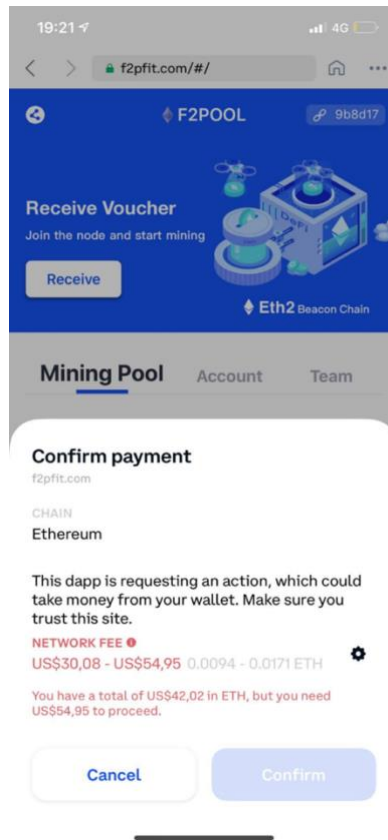 19:21
4G
f2pfit.com/#/
F2POOL
9b8d17
Receive Voucher
Join the node and start mining
Receive
DeFi
Eth2 Beacon Chain
Mining Pool Account Team
Confirm payment
f2pfit.com
CHAIN
Ethereum
This dapp is requesting an action, which could
take money from your wallet. Make sure you
trust this site.
NETWORK FEE
US$30,08 - US$54,95 0.0094 - 0.0171 ETH
You have a total of US$42,02 in ETH, but you need
US$54,95 to proceed.
Cancel
Confirm